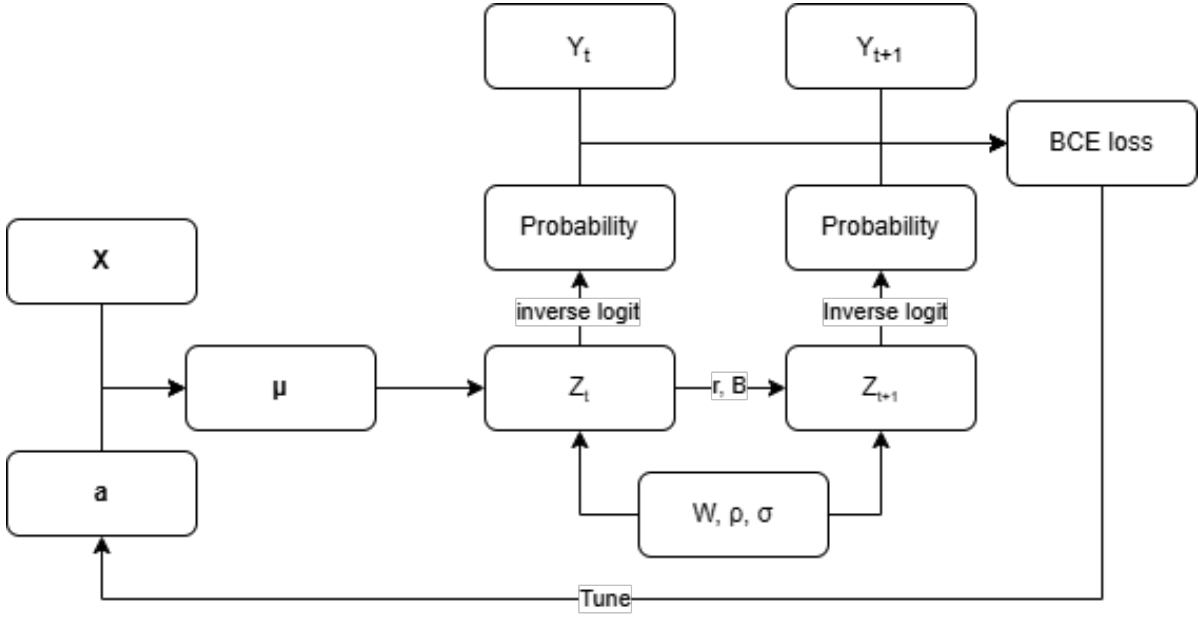 Yₜ
Yₜ₊₁
BCE loss
Probability
Probability
X
inverse logit
Inverse logit
μ
Zₜ
r, B
Zₜ₊₁
a
W, ρ, σ
Tune